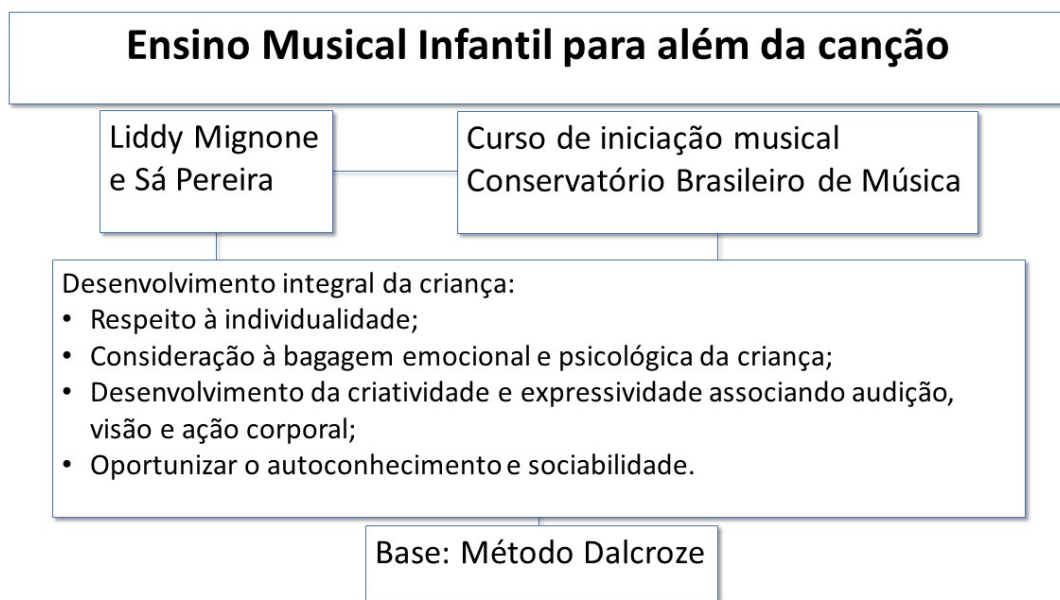 Ensino Musical Infantil para além da canção
Liddy Mignone
e Sá Pereira
Curso de iniciação musical
Conservatório Brasileiro de Música
Desenvolvimento integral da criança:
• Respeito à individualidade;
• Consideração à bagagem emocional e psicológica da criança;
• Desenvolvimento da criatividade e expressividade associando audição,
visão e ação corporal;
• Oportunizar o autoconhecimento e sociabilidade.
Base: Método Dalcroze